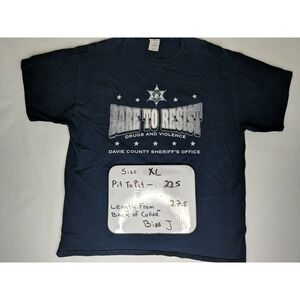 DARE TO RESIST
DRUGS AND VIOLENCE
DAVIE COUNTY SHERIFF'S OFFICE
Size XL
Pit To Pit - 22.5
Length From 27.5
Back of Collar
Bin J